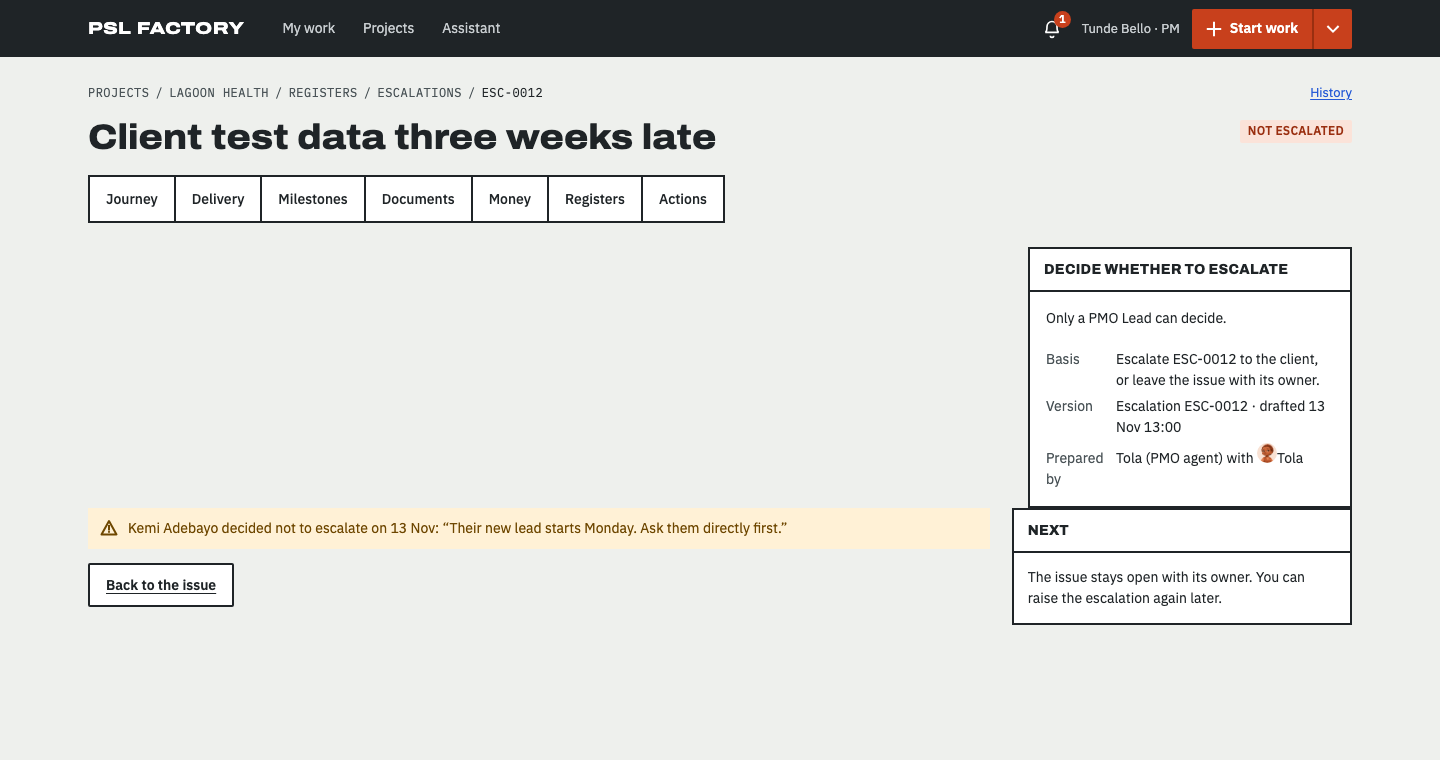 PSL FACTORY
My work
Projects
Assistant
1
Tunde Bello · PM
Start work
PROJECTS / LAGOON HEALTH / REGISTERS / ESCALATIONS / ESC-0012
History
Client test data three weeks late
NOT ESCALATED
Journey
Delivery
Milestones
Documents
Money
Registers
Actions
DECIDE WHETHER TO ESCALATE
Only a PMO Lead can decide.
Basis
Escalate ESC-0012 to the client,
or leave the issue with its owner.
Version
Escalation ESC-0012 · drafted 13
Nov 13:00
Prepared
by
Tola (PMO agent) with Tola
Kemi Adebayo decided not to escalate on 13 Nov: “Their new lead starts Monday. Ask them directly first.”
Back to the issue
NEXT
The issue stays open with its owner. You can
raise the escalation again later.